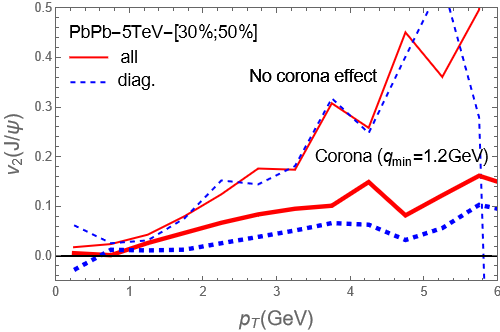 PbPb-5TeV-[30%;50%]
all
diag.
No corona effect
Corona (qmin=1.2GeV)
v2(J/ψ)
0.5
0.4
0.3
0.2
0.1
0.0
0 1 2 3 4 5 6
pT(GeV)